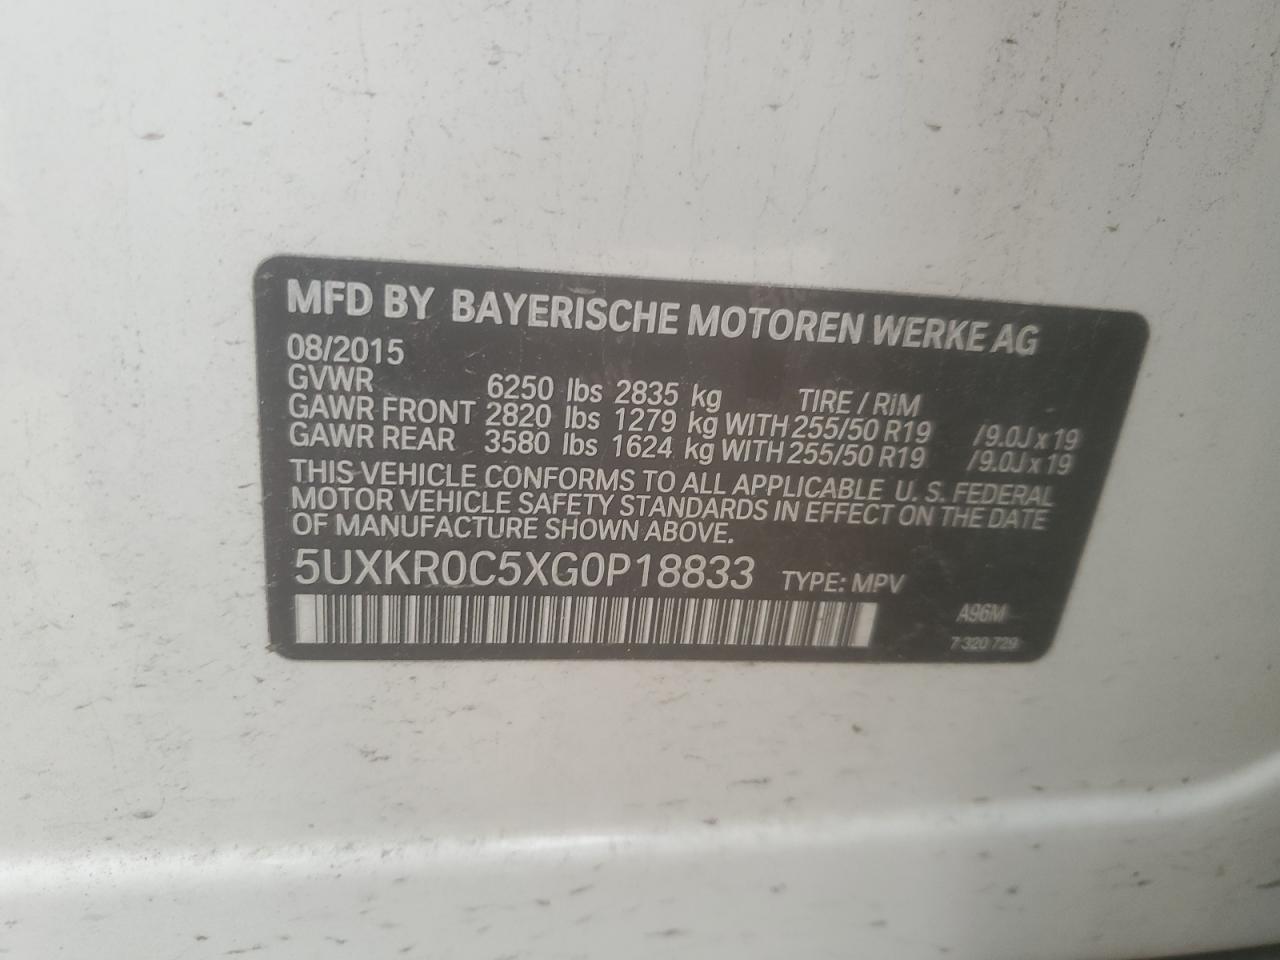 MFD BY BAYERISCHE MOTOREN WERKE AG
08/2015
GVWR 6250 lbs 2835 kg TIRE / RIM
GAWR FRONT 2820 lbs 1279 kg WITH 255/50 R19 /9.0J x 19
GAWR REAR 3580 lbs 1624 kg WITH 255/50 R19 /9.0J x 19
THIS VEHICLE CONFORMS TO ALL APPLICABLE U. S. FEDERAL
MOTOR VEHICLE SAFETY STANDARDS IN EFFECT ON THE DATE
OF MANUFACTURE SHOWN ABOVE.
5UXKR0C5XG0P18833 TYPE: MPV
A96M
7 320 729